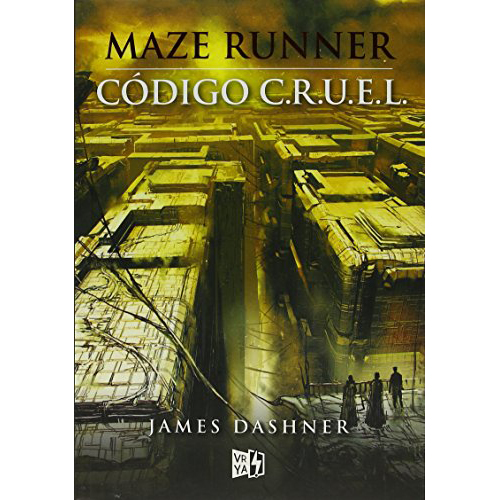 MAZE RUNNER
CÓDIGO C.R.U.E.L.
JAMES DASHNER
VR
YA